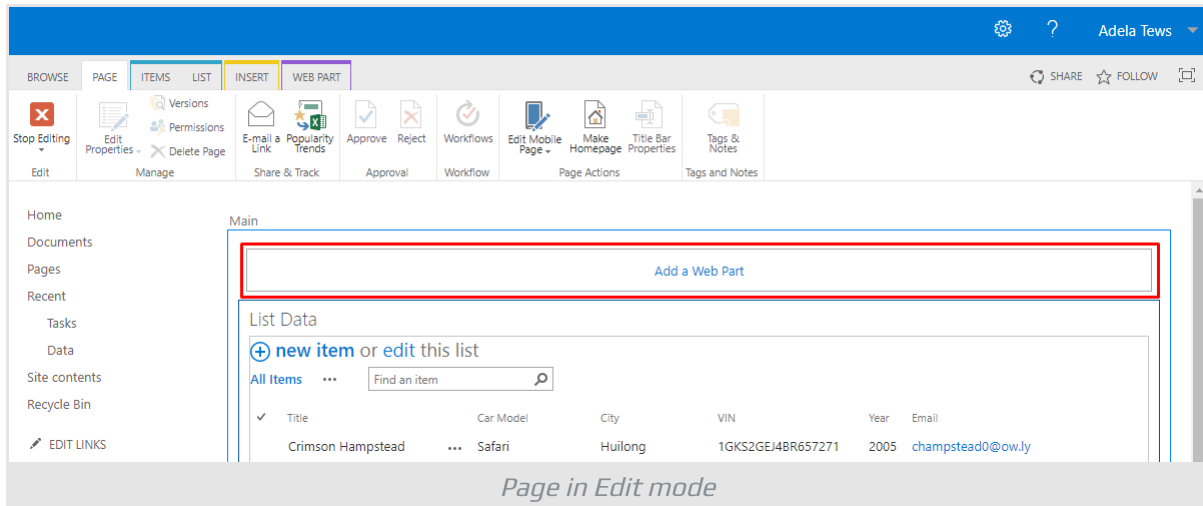 ? Adela Tews
BROWSE PAGE ITEMS LIST INSERT WEB PART SHARE FOLLOW
Stop Editing
Edit
Edit Properties
Versions
Permissions
Delete Page
Manage
E-mail a Link
Popularity Trends
Share & Track
Approve Reject
Approval
Workflows
Workflow
Edit Mobile Page
Make Homepage
Title Bar Properties
Page Actions
Tags & Notes
Tags and Notes
Home
Documents
Pages
Recent
Tasks
Data
Site contents
Recycle Bin
EDIT LINKS
Main
Add a Web Part
List Data
new item or edit this list
All Items ... Find an item
Title Car Model City VIN Year Email
Crimson Hampstead ... Safari Huilong 1GKS2GEJ4BR657271 2005 champstead0@ow.ly
Page in Edit mode